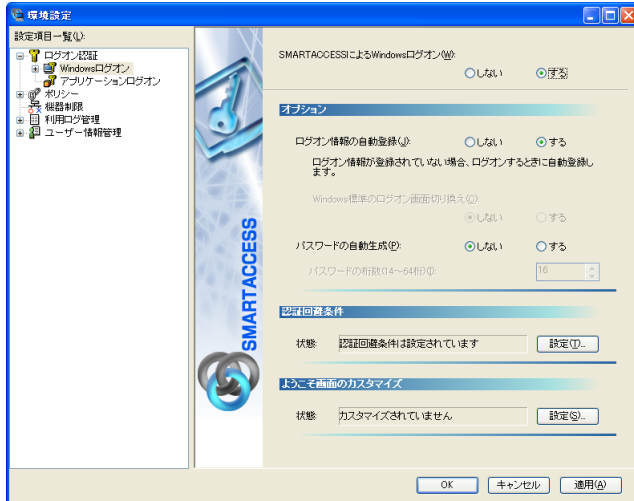 環境設定
設定項目一覧(L):
ログオン認証
Windowsログオン
アプリケーションログオン
ポリシー
機器制限
利用ログ管理
ユーザー情報管理
SMARTACCESS
SMARTACCESSによるWindowsログオン(W):
しない
する
オプション
ログオン情報の自動登録(J):
しない
する
ログオン情報が登録されていない場合、ログオンするときに自動登録し
ます。
Windows標準のログオン画面切り換え(C):
しない
する
パスワードの自動生成(P):
しない
する
パスワードの桁数(14～64桁)(I):
16
認証回避条件
状態:
認証回避条件は設定されています
設定(T)...
ようこそ画面のカスタマイズ
状態:
カスタマイズされていません
設定(S)...
OK
キャンセル
適用(A)